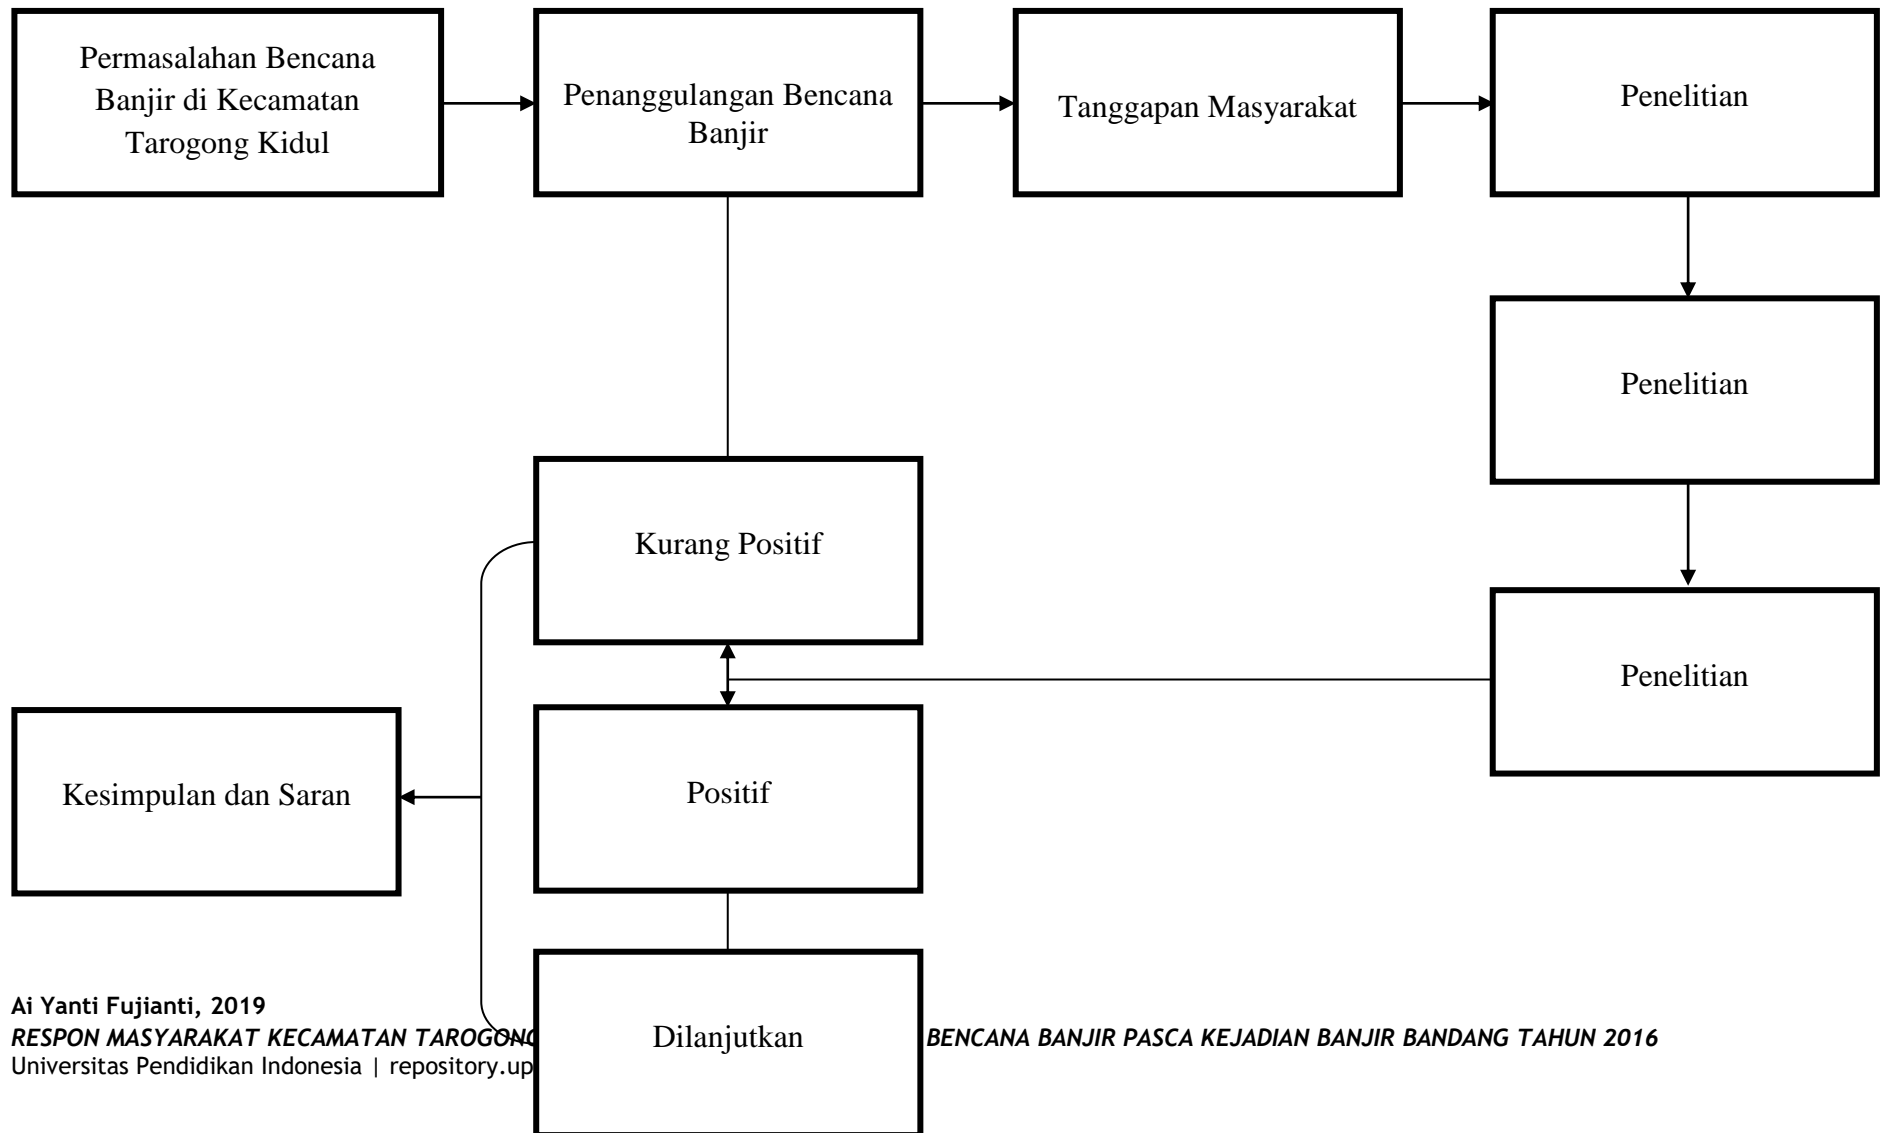 Permasalahan Bencana
Banjir di Kecamatan
Tarogong Kidul
Penanggulangan Bencana
Banjir
Tanggapan Masyarakat
Penelitian
Penelitian
Kurang Positif
Penelitian
Kesimpulan dan Saran
Positif
Dilanjutkan
Ai Yanti Fujianti, 2019
RESPON MASYARAKAT KECAMATAN TAROGONG BENCANA BANJIR PASCA KEJADIAN BANJIR BANDANG TAHUN 2016
Universitas Pendidikan Indonesia | repository.up